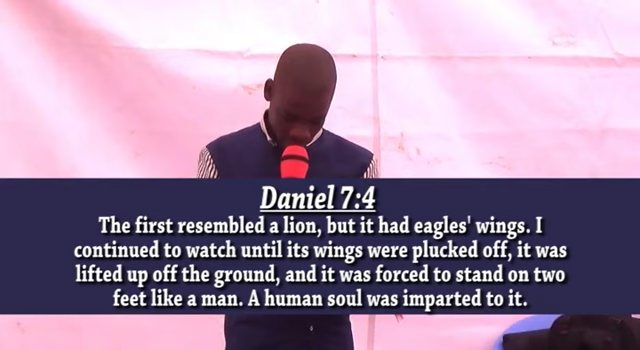 Daniel 7:4
The first resembled a lion, but it had eagles' wings. I
continued to watch until its wings were plucked off, it was
lifted up off the ground, and it was forced to stand on two
feet like a man. A human soul was imparted to it.